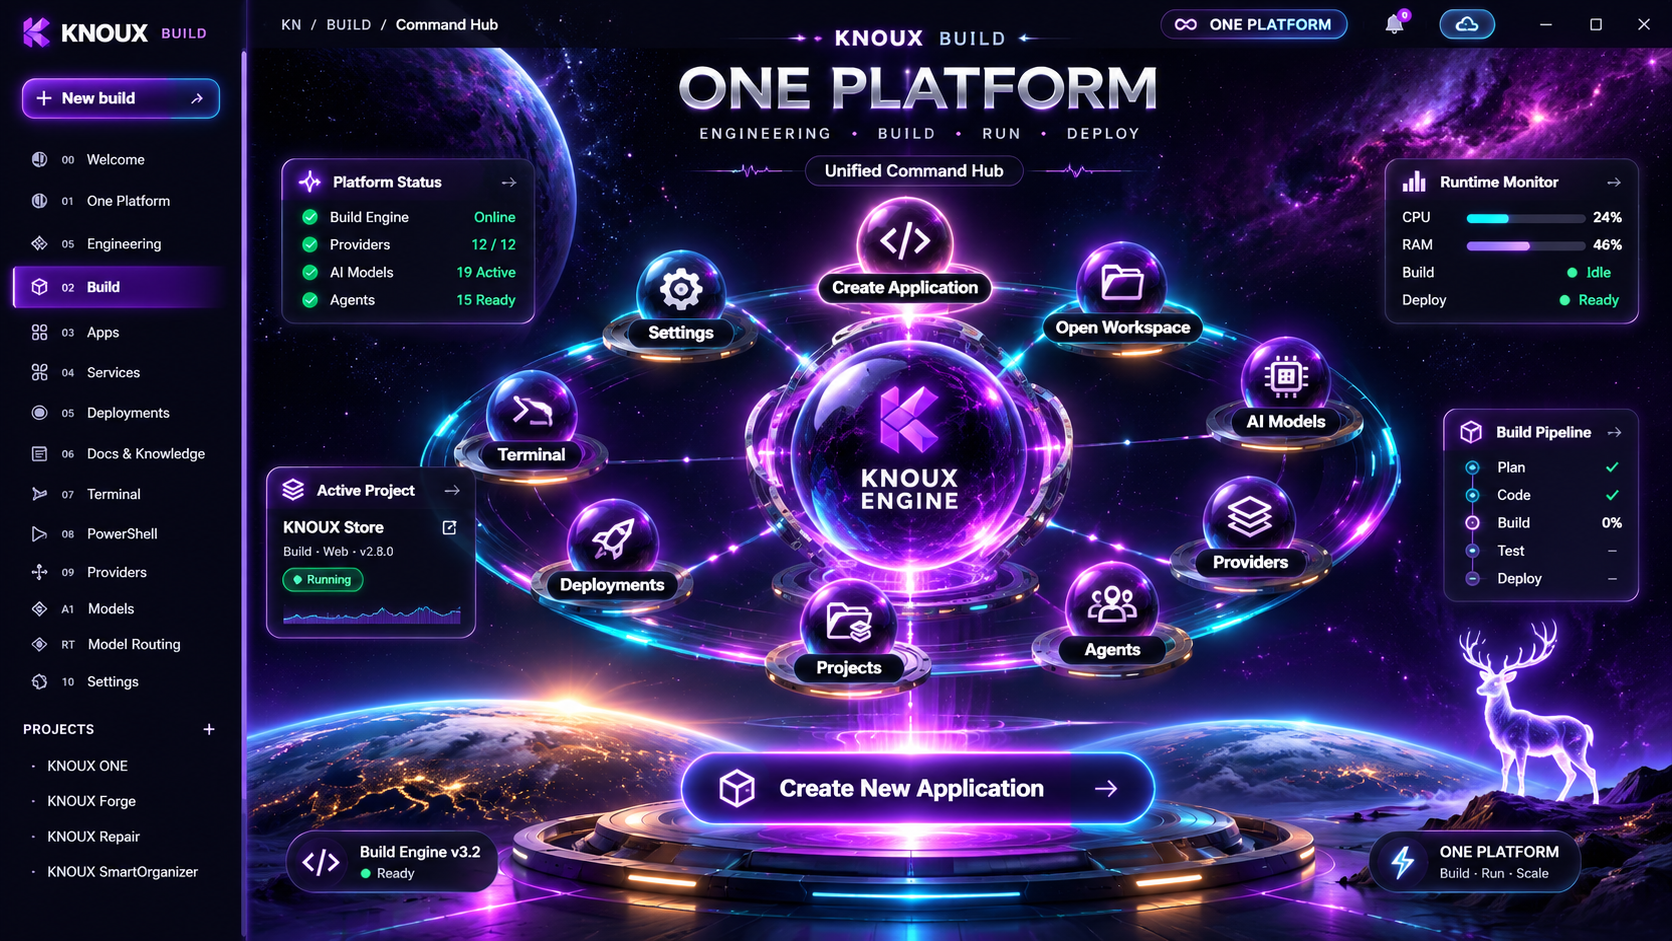 KNOUX BUILD
New build
00 Welcome
01 One Platform
05 Engineering
02 Build
03 Apps
04 Services
05 Deployments
06 Docs & Knowledge
07 Terminal
08 PowerShell
09 Providers
A1 Models
RT Model Routing
10 Settings
PROJECTS
KNOUX ONE
KNOUX Forge
KNOUX Repair
KNOUX SmartOrganizer
KN / BUILD / Command Hub
ONE PLATFORM
0
KNOUX BUILD
ONE PLATFORM
ENGINEERING • BUILD • RUN • DEPLOY
Unified Command Hub
Platform Status
Build Engine Online
Providers 12 / 12
AI Models 19 Active
Agents 15 Ready
Runtime Monitor
CPU 24%
RAM 46%
Build Idle
Deploy Ready
Create Application
Settings
Open Workspace
AI Models
Terminal
KNOUX
ENGINE
Providers
Deployments
Agents
Projects
Active Project
KNOUX Store
Build · Web · v2.8.0
Running
Build Pipeline
Plan
Code
Build 0%
Test –
Deploy –
Create New Application
Build Engine v3.2
Ready
ONE PLATFORM
Build · Run · Scale